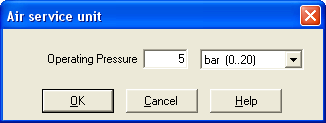 Air service unit
Operating Pressure 5 bar (0..20)
OK Cancel Help